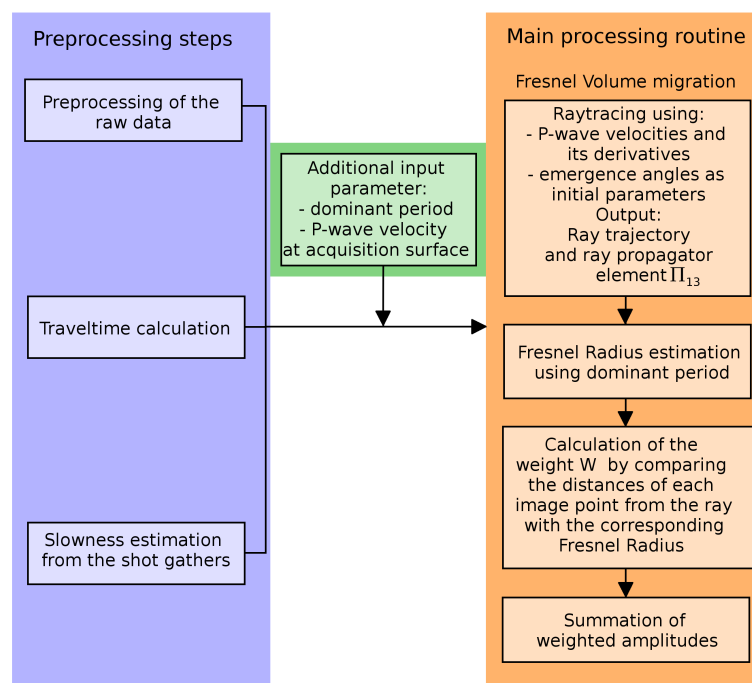 Preprocessing steps
Preprocessing of the
raw data
Traveltime calculation
Slowness estimation
from the shot gathers
Additional input
parameter:
- dominant period
- P-wave velocity
at acquisition surface
Main processing routine
Fresnel Volume migration
Raytracing using:
- P-wave velocities and
its derivatives
- emergence angles as
initial parameters
Output:
Ray trajectory
and ray propagator
element Π13
Fresnel Radius estimation
using dominant period
Calculation of the
weight W by comparing
the distances of each
image point from the ray
with the corresponding
Fresnel Radius
Summation of
weighted amplitudes